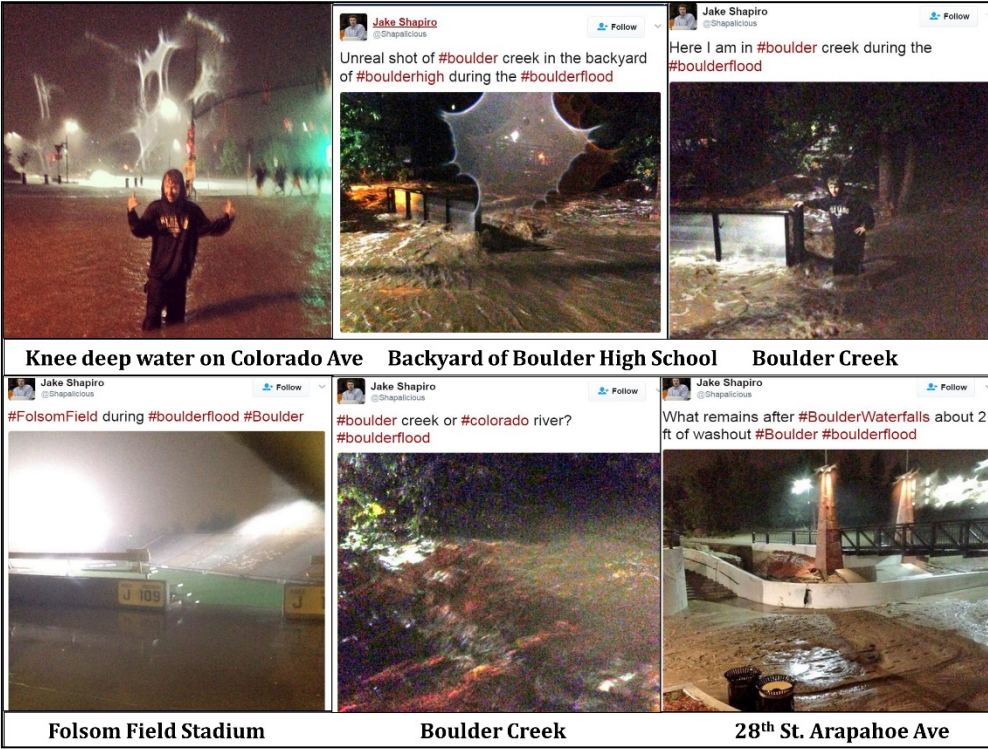 Jake Shapiro
@Shapalicious
Follow
Unreal shot of #boulder creek in the backyard
of #boulderhigh during the #boulderflood
Jake Shapiro
@Shapalicious
Follow
Here I am in #boulder creek during the
#boulderflood
Knee deep water on Colorado Ave
Backyard of Boulder High School
Boulder Creek
Jake Shapiro
@Shapalicious
Follow
#FolsomField during #boulderflood #Boulder
J 109
J
Jake Shapiro
@Shapalicious
Follow
#boulder creek or #colorado river?
#boulderflood
Jake Shapiro
@Shapalicious
Follow
What remains after #BoulderWaterfalls about 2
ft of washout #Boulder #boulderflood
Folsom Field Stadium
Boulder Creek
28th St. Arapahoe Ave